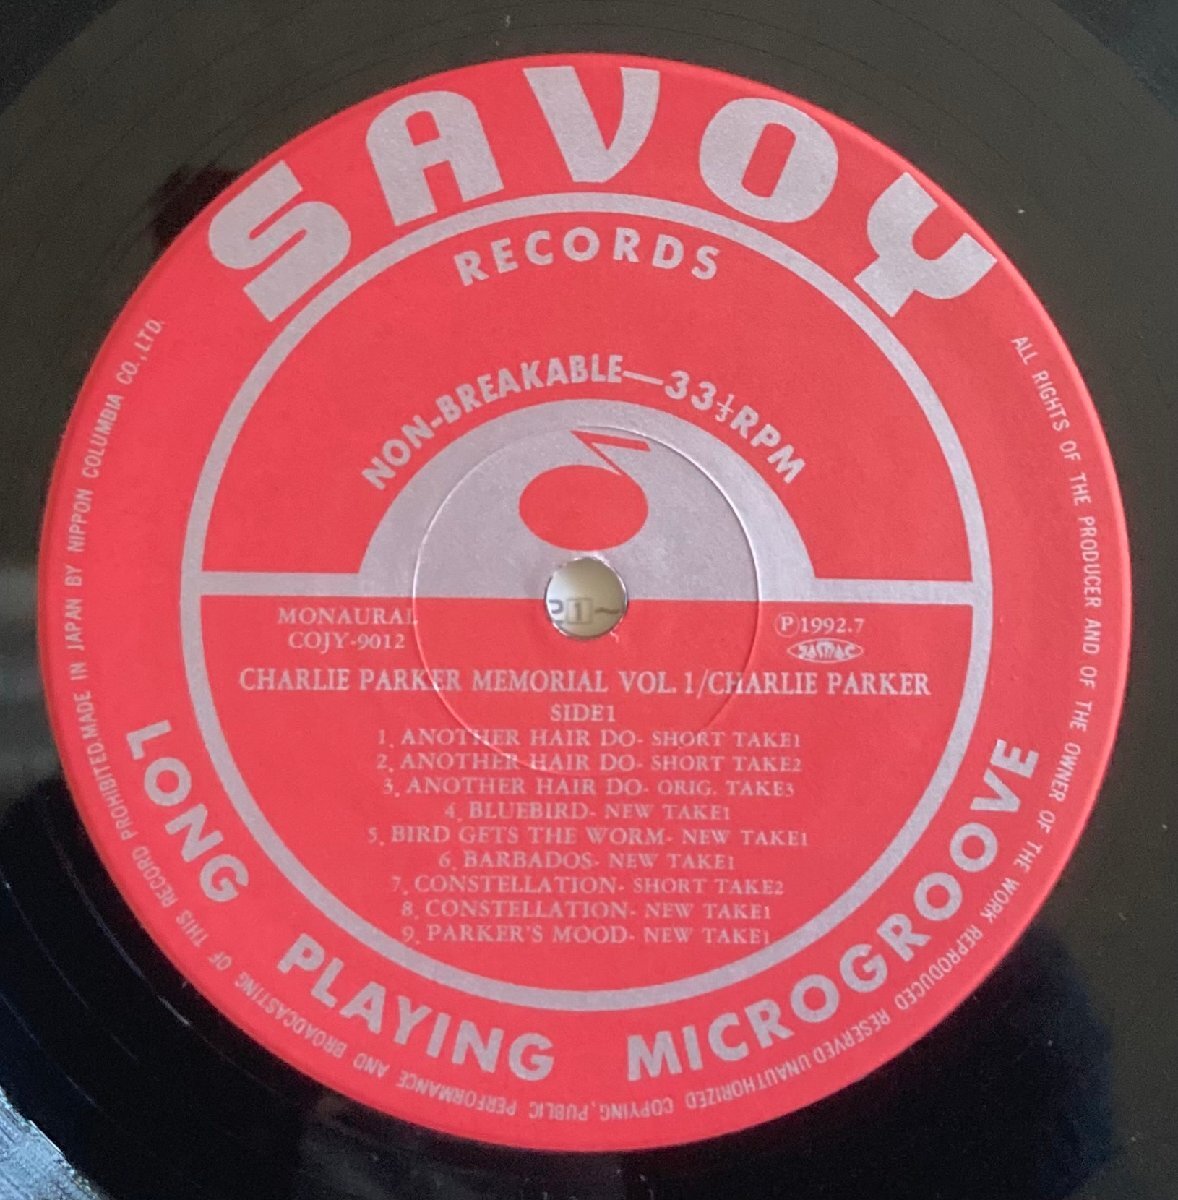 SAVOY
RECORDS
NON-BREAKABLE—33⅓RPM
MONAURAL
COJY-9012
Ⓟ1992.7
JASRAC
CHARLIE PARKER MEMORIAL VOL.1/CHARLIE PARKER
SIDE1
1. ANOTHER HAIR DO- SHORT TAKE1
2. ANOTHER HAIR DO- SHORT TAKE2
3. ANOTHER HAIR DO- ORIG. TAKE3
4. BLUEBIRD- NEW TAKE1
5. BIRD GETS THE WORM- NEW TAKE1
6. BARBADOS- NEW TAKE1
7. CONSTELLATION- SHORT TAKE2
8. CONSTELLATION- NEW TAKE1
9. PARKER'S MOOD- NEW TAKE1
LONG PLAYING MICROGROOVE
ALL RIGHTS OF THE PRODUCER AND OF THE OWNER OF THE WORK REPRODUCED RESERVED UNAUTHORIZED COPYING, PUBLIC PERFORMANCE AND BROADCASTING OF THIS RECORD PROHIBITED MADE IN JAPAN BY NIPPON COLUMBIA CO., LTD.